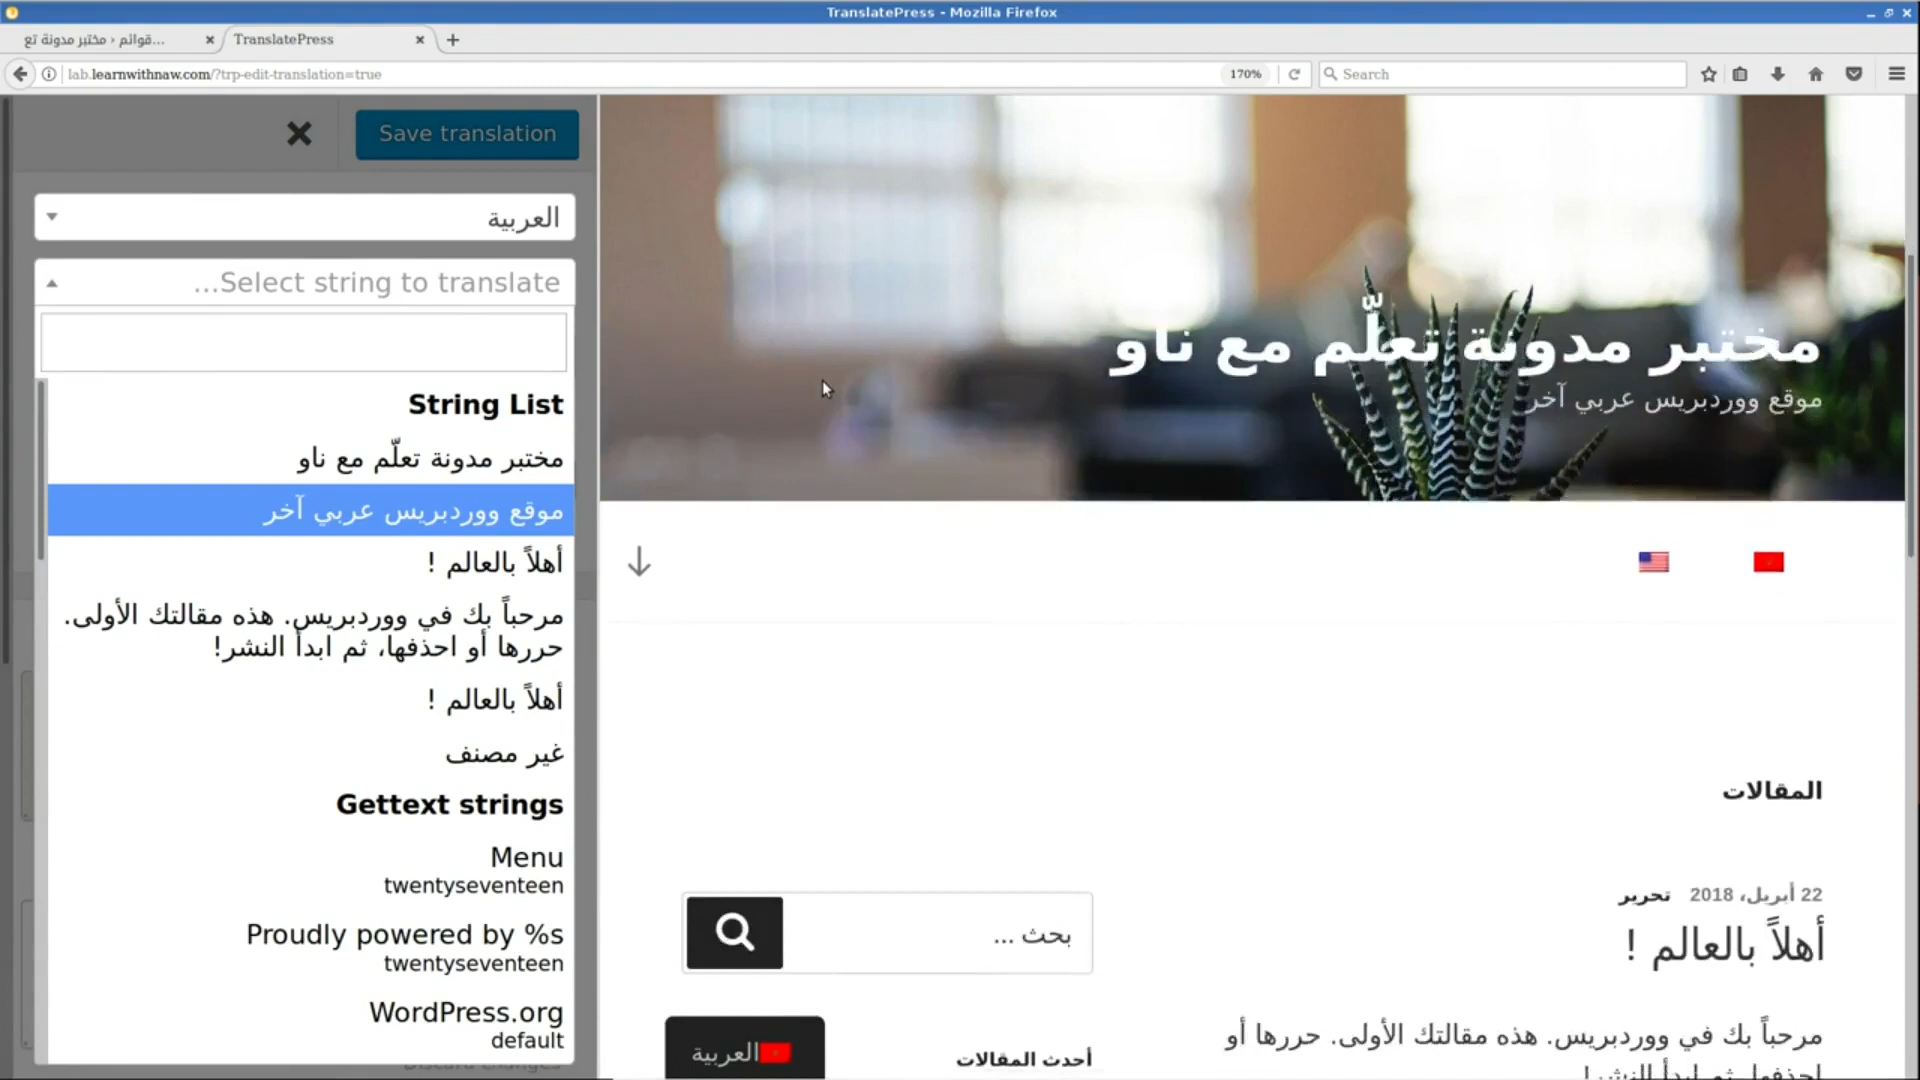 TranslatePress - Mozilla Firefox
قوائم ‹ مختبر مدونة تع...
TranslatePress
lab.learnwithnaw.com/?trp-edit-translation=true
170%
Search
Save translation
العربية
Select string to translate...
String List
مختبر مدونة تعلّم مع ناو
موقع ووردبريس عربي آخر
أهلاً بالعالم !
مرحباً بك في ووردبريس. هذه مقالتك الأولى.
حررها أو احذفها، ثم ابدأ النشر!
أهلاً بالعالم !
غير مصنف
Gettext strings
Menu
twentyseventeen
Proudly powered by %s
twentyseventeen
WordPress.org
default
مختبر مدونة تعلّم مع ناو
موقع ووردبريس عربي آخر
المقالات
22 أبريل، 2018 تحرير
أهلاً بالعالم !
مرحباً بك في ووردبريس. هذه مقالتك الأولى. حررها أو
احذفها، ثم ابدأ النشر!
بحث ...
أحدث المقالات
العربية